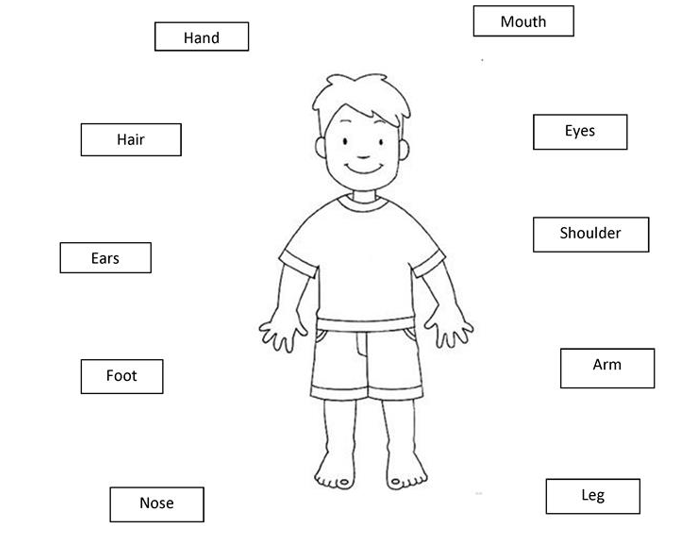 Hand
Mouth
Hair
Eyes
Ears
Shoulder
Foot
Arm
Nose
Leg